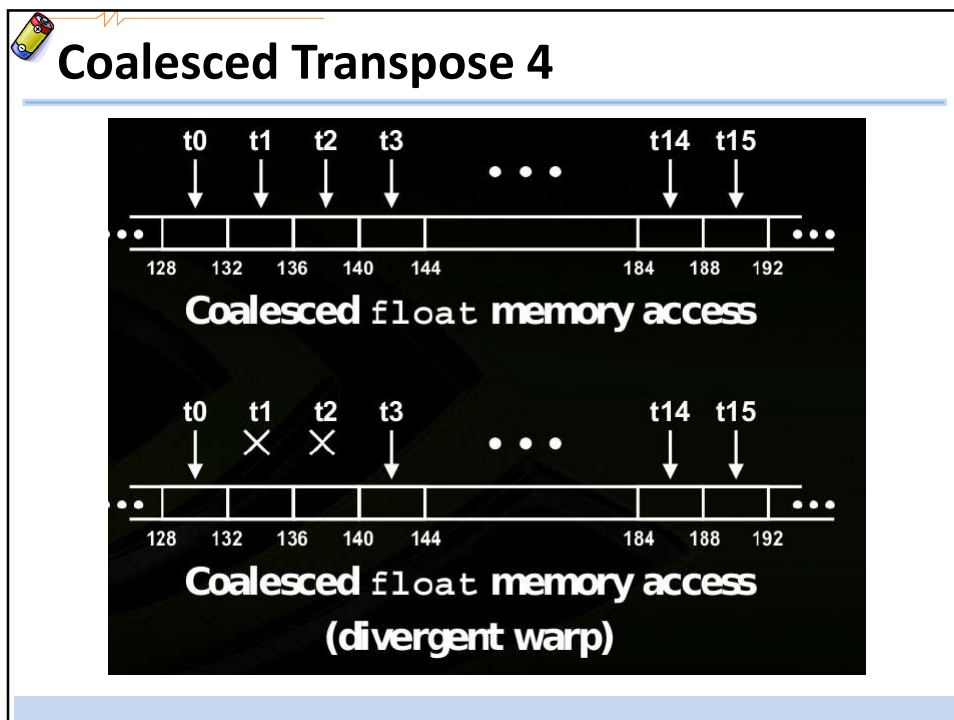 Coalesced Transpose 4
t0 t1 t2 t3 ••• t14 t15
••• •••
128 132 136 140 144 184 188 192
Coalesced float memory access
t0 t1 t2 t3 ••• t14 t15
••• •••
128 132 136 140 144 184 188 192
Coalesced float memory access
(divergent warp)